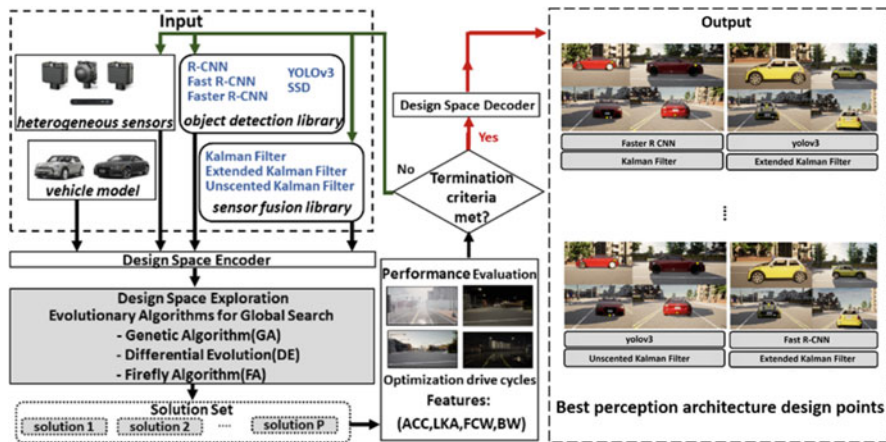 Input
R-CNN
Fast R-CNN
Faster R-CNN
YOLOv3
SSD
object detection library
heterogeneous sensors
vehicle model
Kalman Filter
Extended Kalman Filter
Unscented Kalman Filter
sensor fusion library
Design Space Encoder
Design Space Exploration
Evolutionary Algorithms for Global Search
- Genetic Algorithm(GA)
- Differential Evolution(DE)
- Firefly Algorithm(FA)
Solution Set
solution 1 solution 2 ····· solution P
Design Space Decoder
Yes
No
Termination
criteria
met?
Performance Evaluation
Optimization drive cycles
Features:
(ACC,LKA,FCW,BW)
Output
Faster R CNN
Kalman Filter
yolov3
Extended Kalman Filter
yolov3
Unscented Kalman Filter
Fast R-CNN
Extended Kalman Filter
Best perception architecture design points